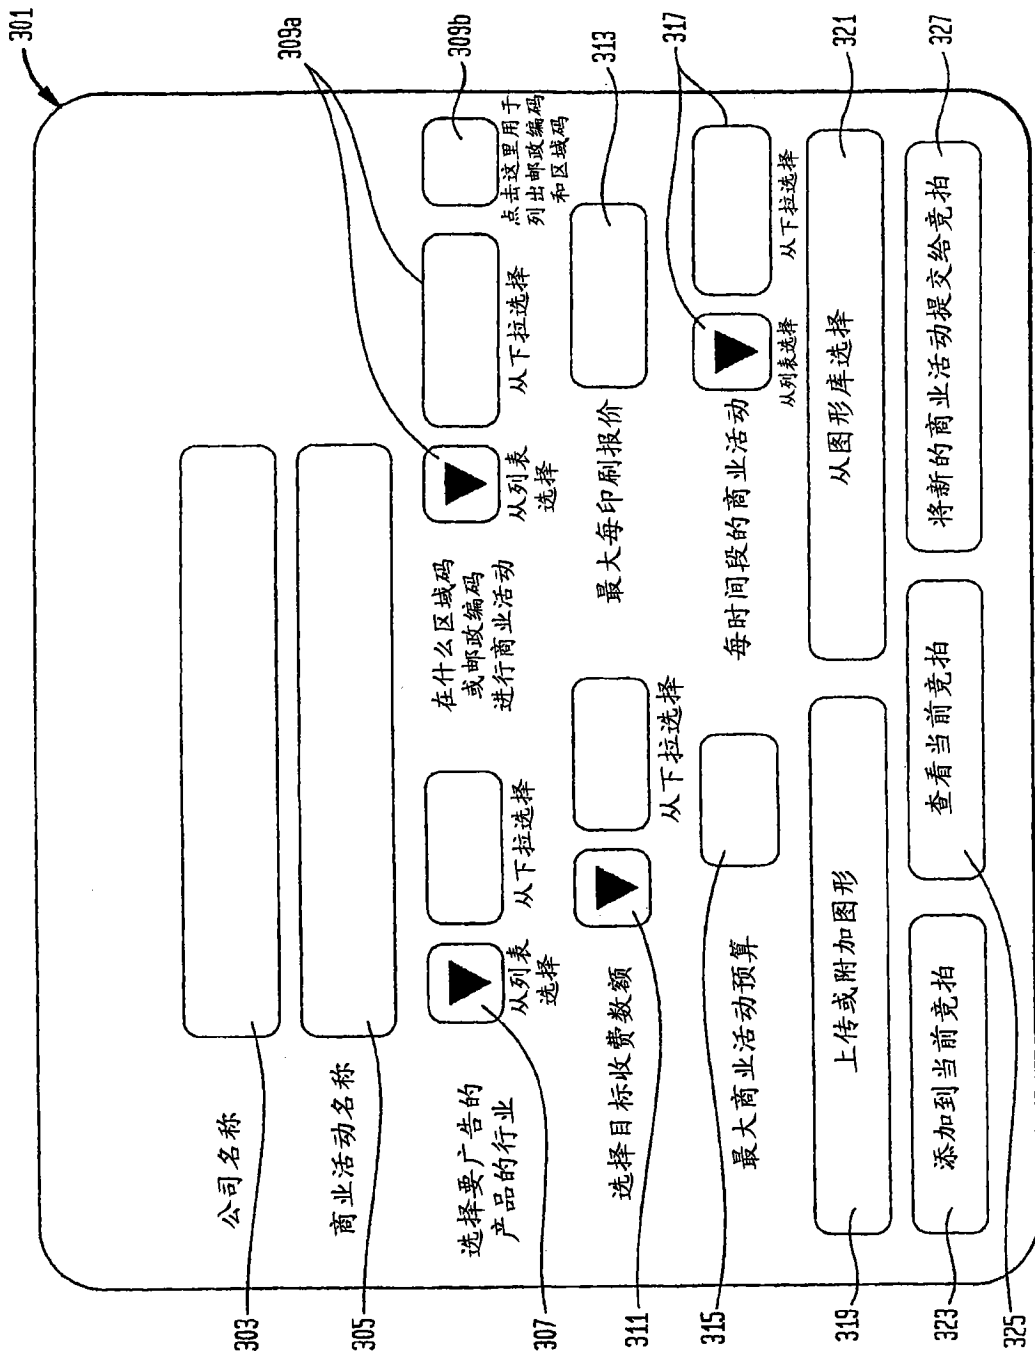 301
公司名称
303
商业活动名称
305
选择要广告的
产品的行业
307
从列表
选择
从下拉选择
在什么区域码
或邮政编码
进行商业活动
从列表
选择
从下拉选择
309a
点击这里用于
列出邮政编码
和区域码
309b
选择目标收费数额
311
从下拉选择
最大每印刷报价
313
最大商业活动预算
315
每时间段的商业活动
从列表选择
从下拉选择
317
上传或附加图形
319
从图形库选择
321
添加到当前竞拍
323
查看当前竞拍
325
将新的商业活动提交给竞拍
327